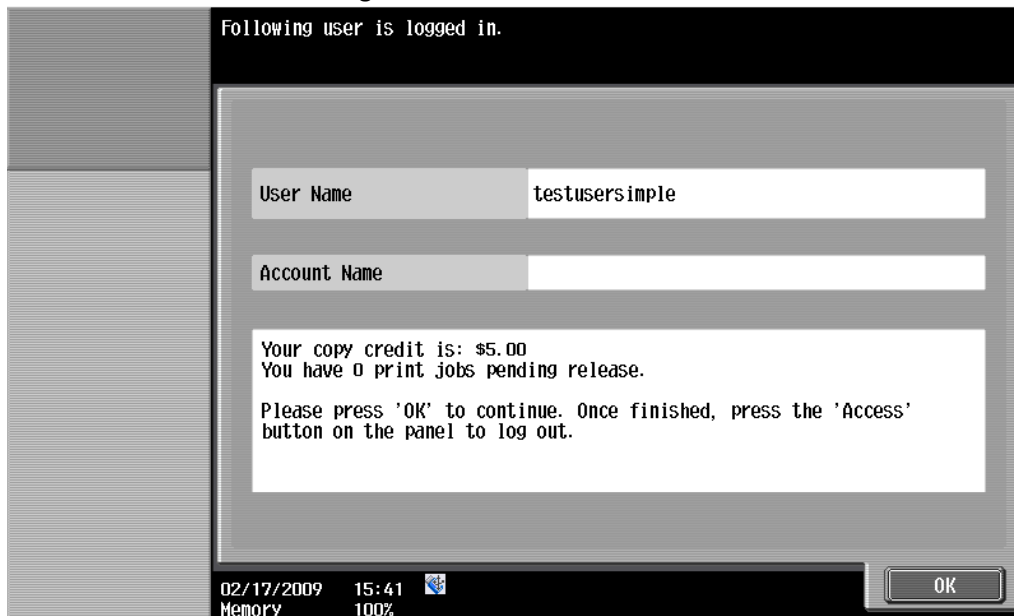 Following user is logged in.
User Name testusersimple
Account Name
Your copy credit is: $5.00
You have 0 print jobs pending release.
Please press 'OK' to continue. Once finished, press the 'Access'
button on the panel to log out.
02/17/2009 15:41
OK
Memory 100%